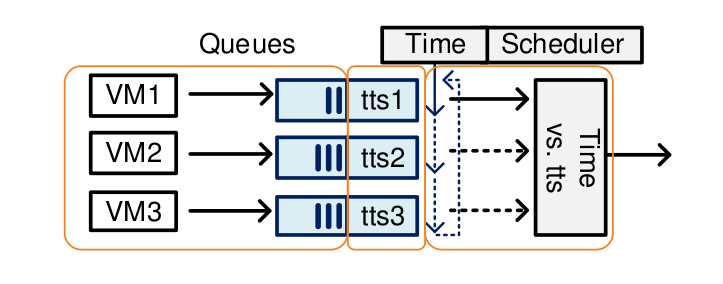 Queues
Time Scheduler
VM1 tts1
VM2 tts2
VM3 tts3
Time
vs. tts